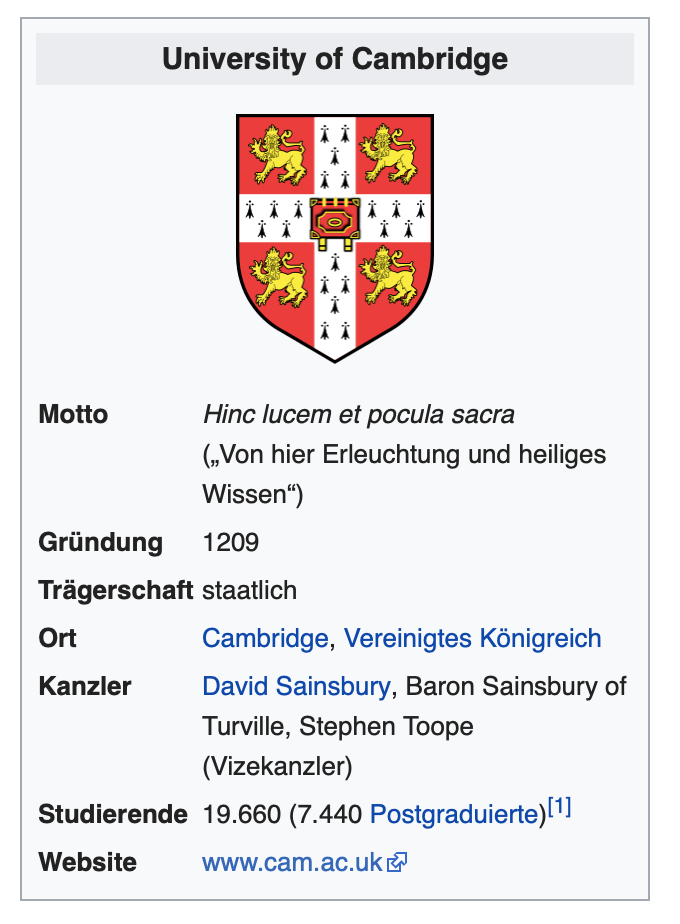 University of Cambridge
Motto Hinc lucem et pocula sacra
(„Von hier Erleuchtung und heiliges
Wissen“)
Gründung 1209
Trägerschaft staatlich
Ort Cambridge, Vereinigtes Königreich
Kanzler David Sainsbury, Baron Sainsbury of
Turville, Stephen Toope
(Vizekanzler)
Studierende 19.660 (7.440 Postgraduierte)[1]
Website www.cam.ac.uk